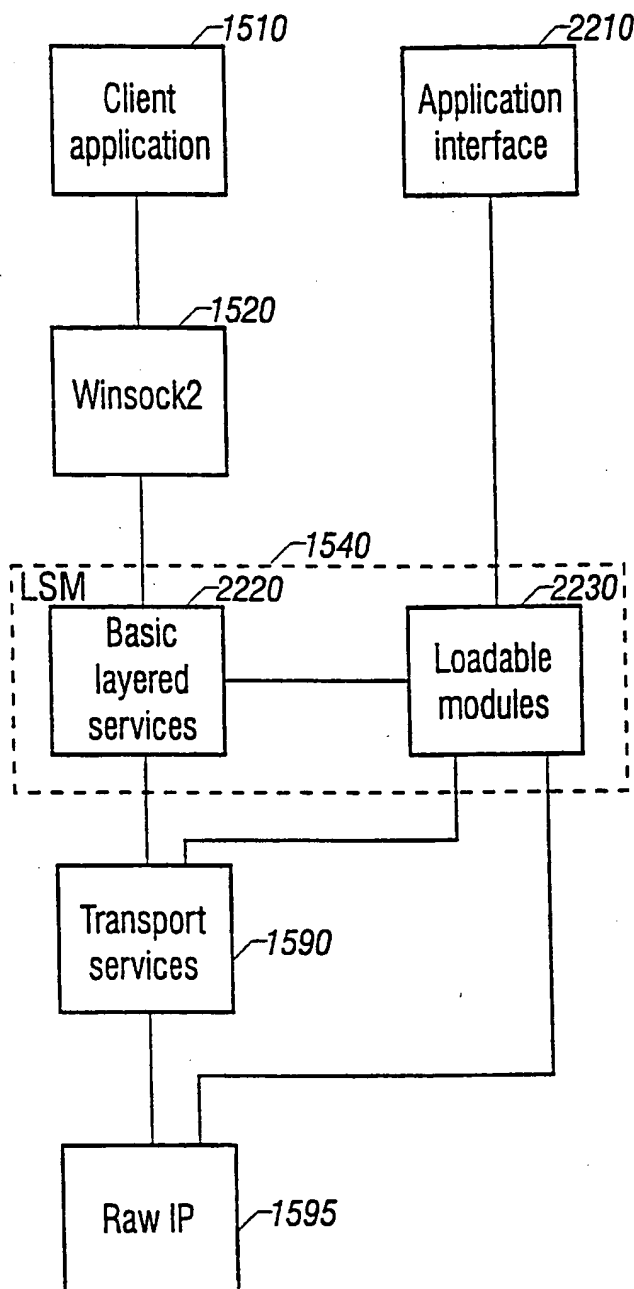 1510
2210
Client
application
Application
interface
1520
Winsock2
1540
LSM
2220
2230
Basic
layered
services
Loadable
modules
Transport
services
1590
Raw IP
1595